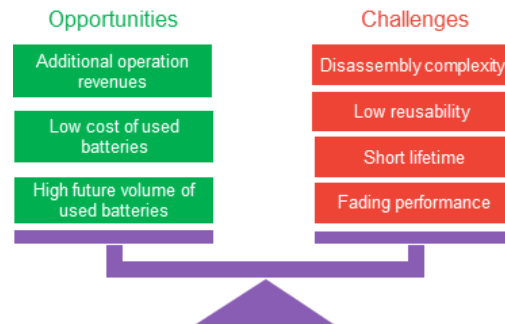 Opportunities
Challenges
Additional operation
revenues
Low cost of used
batteries
High future volume of
used batteries
Disassembly complexity
Low reusability
Short lifetime
Fading performance